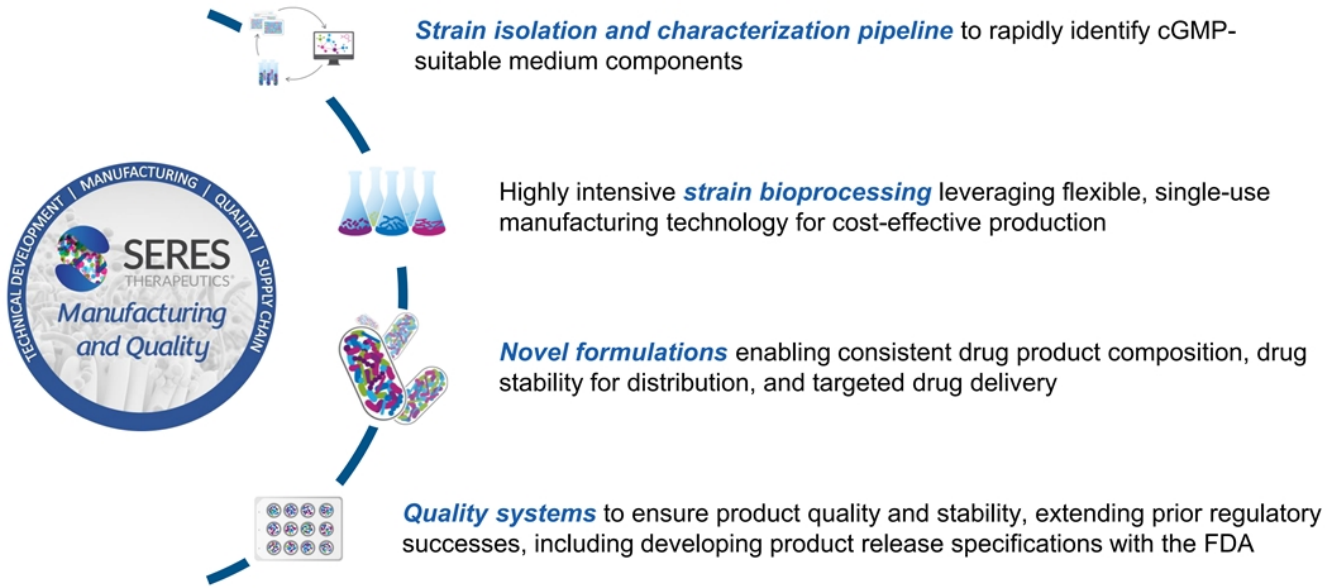 Strain isolation and characterization pipeline to rapidly identify cGMP-
suitable medium components
TECHNICAL DEVELOPMENT | MANUFACTURING | QUALITY | SUPPLY CHAIN
SERES
THERAPEUTICS®
Manufacturing
and Quality
Highly intensive strain bioprocessing leveraging flexible, single-use
manufacturing technology for cost-effective production
Novel formulations enabling consistent drug product composition, drug
stability for distribution, and targeted drug delivery
Quality systems to ensure product quality and stability, extending prior regulatory
successes, including developing product release specifications with the FDA